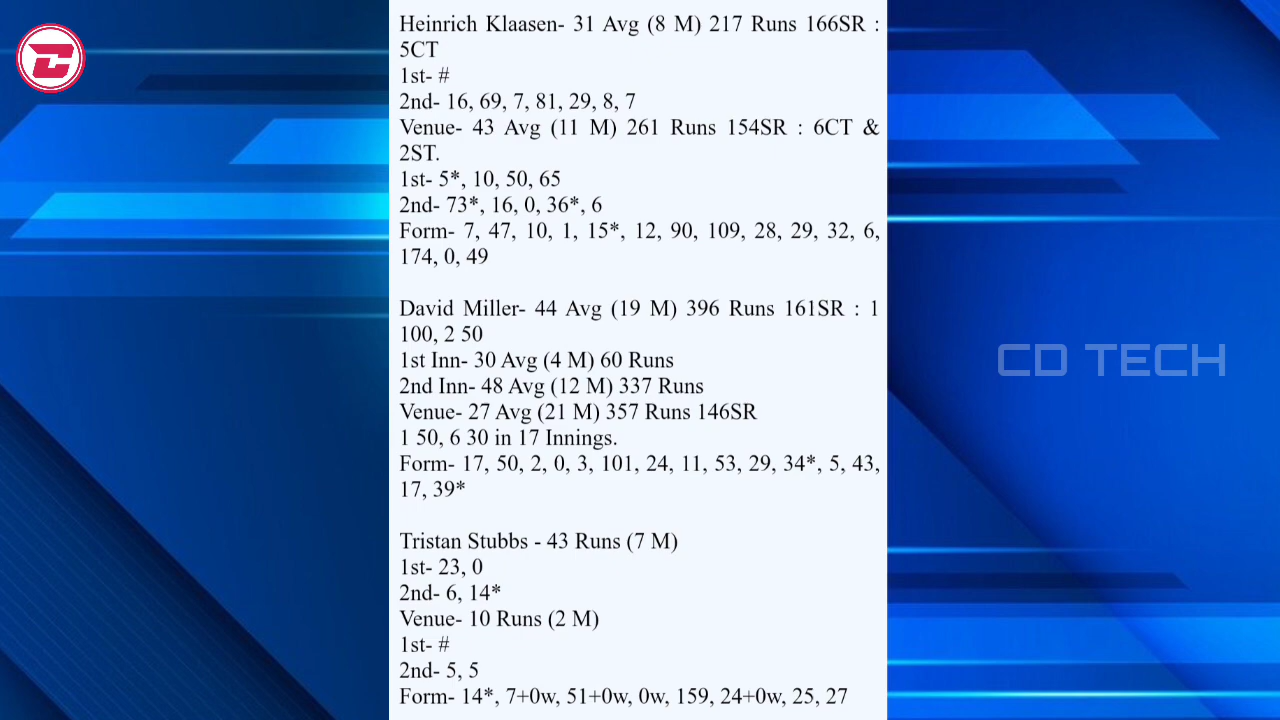 Heinrich Klaasen- 31 Avg (8 M) 217 Runs 166SR :
5CT
1st- #
2nd- 16, 69, 7, 81, 29, 8, 7
Venue- 43 Avg (11 M) 261 Runs 154SR : 6CT &
2ST.
1st- 5*, 10, 50, 65
2nd- 73*, 16, 0, 36*, 6
Form- 7, 47, 10, 1, 15*, 12, 90, 109, 28, 29, 32, 6,
174, 0, 49
David Miller- 44 Avg (19 M) 396 Runs 161SR : 1
100, 2 50
1st Inn- 30 Avg (4 M) 60 Runs
2nd Inn- 48 Avg (12 M) 337 Runs
Venue- 27 Avg (21 M) 357 Runs 146SR
1 50, 6 30 in 17 Innings.
Form- 17, 50, 2, 0, 3, 101, 24, 11, 53, 29, 34*, 5, 43,
17, 39*
CD TECH
Tristan Stubbs - 43 Runs (7 M)
1st- 23, 0
2nd- 6, 14*
Venue- 10 Runs (2 M)
1st- #
2nd- 5, 5
Form- 14*, 7+0w, 51+0w, 0w, 159, 24+0w, 25, 27